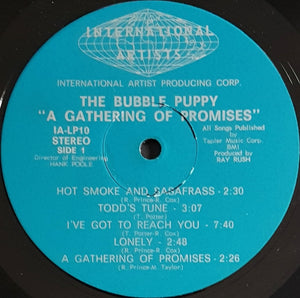 INTERNATIONAL
ARTISTS
INTERNATIONAL ARTIST PRODUCING CORP.
THE BUBBLE PUPPY
"A GATHERING OF PROMISES"
IA-LP10
STEREO
SIDE 1
Director of Engineering
HANK POOLE
All Songs Published
by
Tapier Music Corp.
BMI
Produced by
RAY RUSH
HOT SMOKE AND SASAFRASS - 2:30
(R. Prince-R. Cox)
TODD'S TUNE - 3:07
(T. Potter)
I'VE GOT TO REACH YOU - 7:40
(T. Potter-R. Cox)
LONELY - 2:48
(R. Prince-R. Cox)
A GATHERING OF PROMISES - 2:26
(R. Prince-M. Taylor)